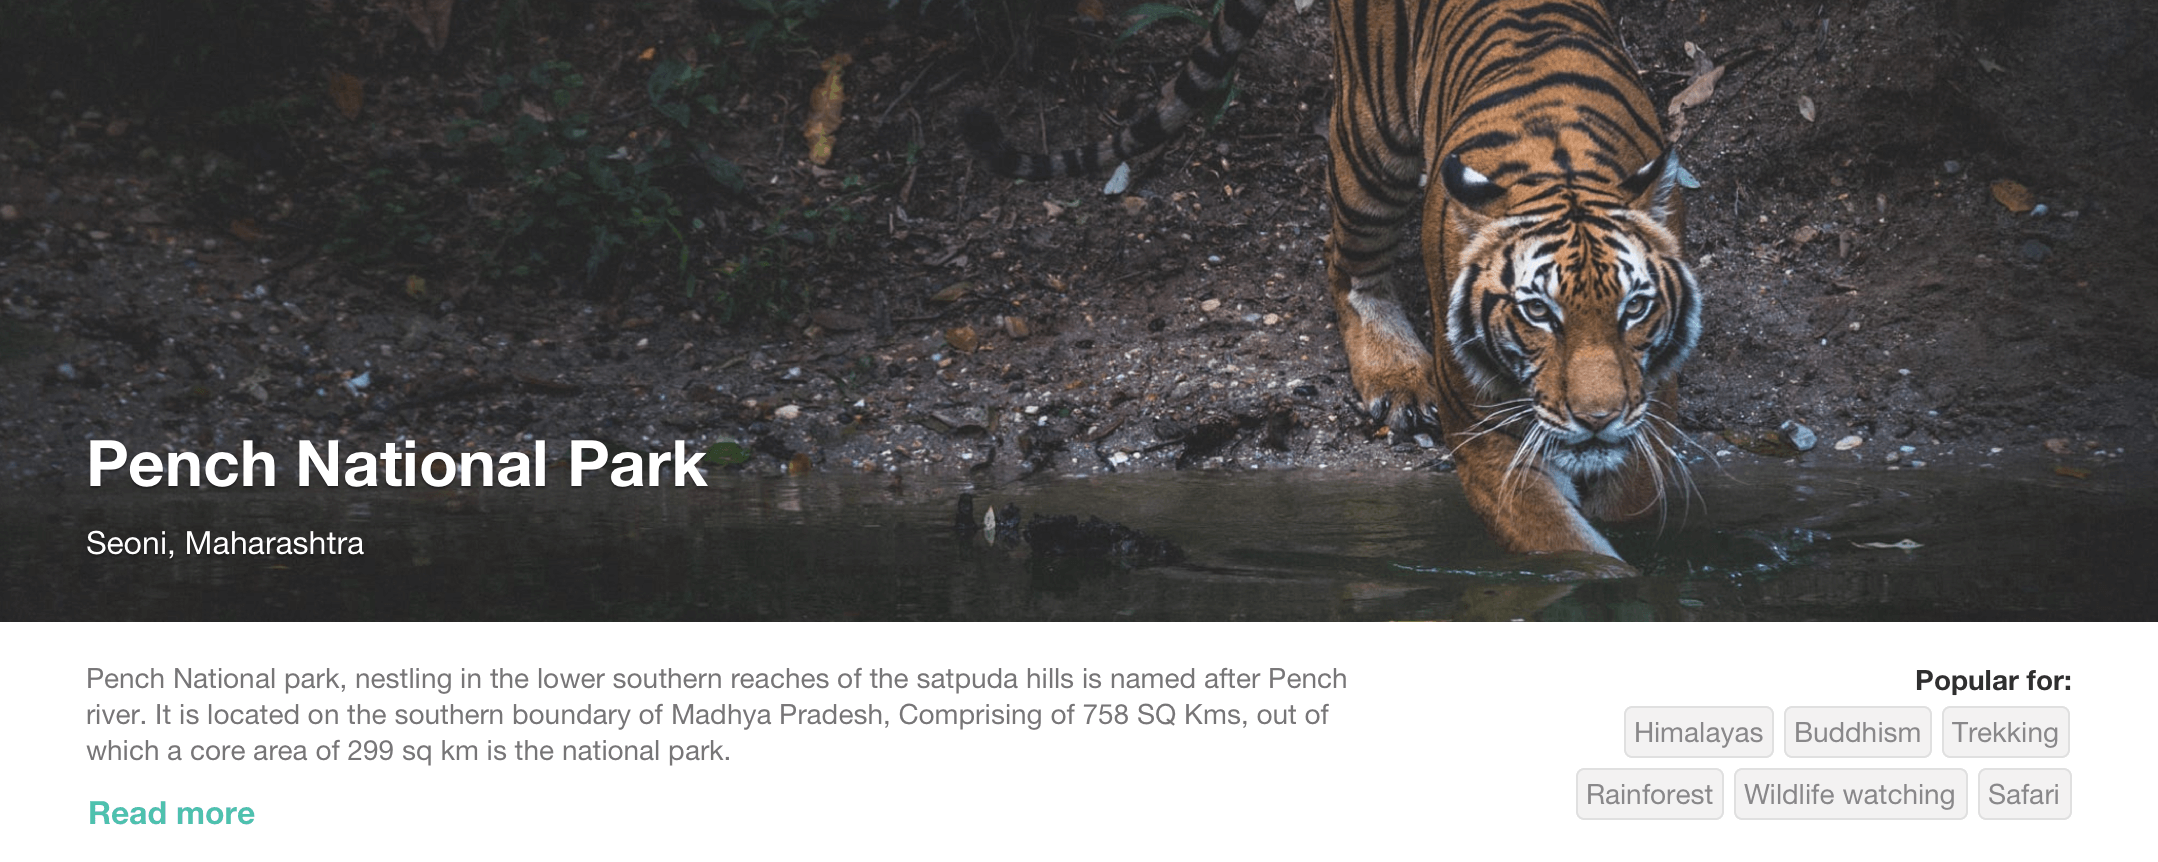 Pench National Park
Seoni, Maharashtra
Pench National park, nestling in the lower southern reaches of the satpuda hills is named after Pench
river. It is located on the southern boundary of Madhya Pradesh, Comprising of 758 SQ Kms, out of
which a core area of 299 sq km is the national park.
Read more
Popular for:
Himalayas Buddhism Trekking
Rainforest Wildlife watching Safari